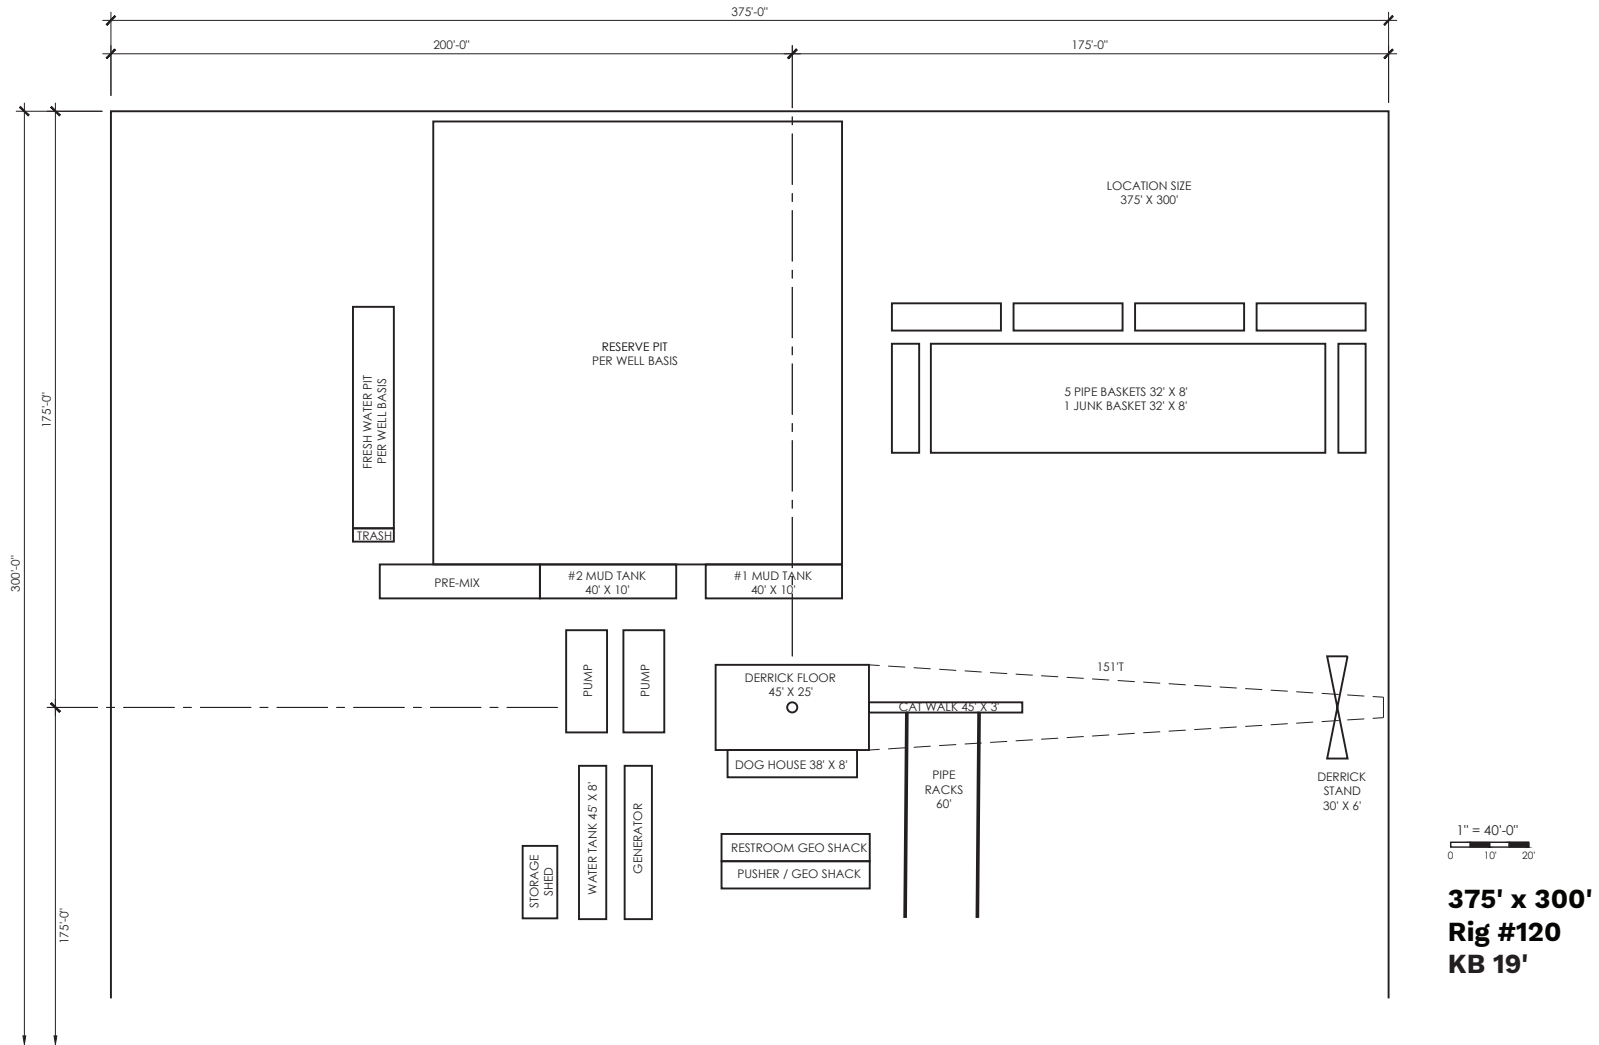 375'-0"
200'-0"
175'-0"
LOCATION SIZE
375' X 300'
RESERVE PIT
PER WELL BASIS
FRESH WATER PIT
PER WELL BASIS
TRASH
5 PIPE BASKETS 32' X 8'
1 JUNK BASKET 32' X 8'
175'-0"
300'-0"
PRE-MIX
#2 MUD TANK
40' X 10'
#1 MUD TANK
40' X 10'
PUMP
PUMP
DERRICK FLOOR
45' X 25'
151'T
CAT WALK 45' X 3'
DOG HOUSE 38' X 8'
PIPE
RACKS
60'
DERRICK
STAND
30' X 6'
WATER TANK 45' X 8'
GENERATOR
STORAGE
SHED
RESTROOM GEO SHACK
PUSHER / GEO SHACK
175'-0"
1" = 40'-0"
0 10' 20'
375' x 300'
Rig #120
KB 19'